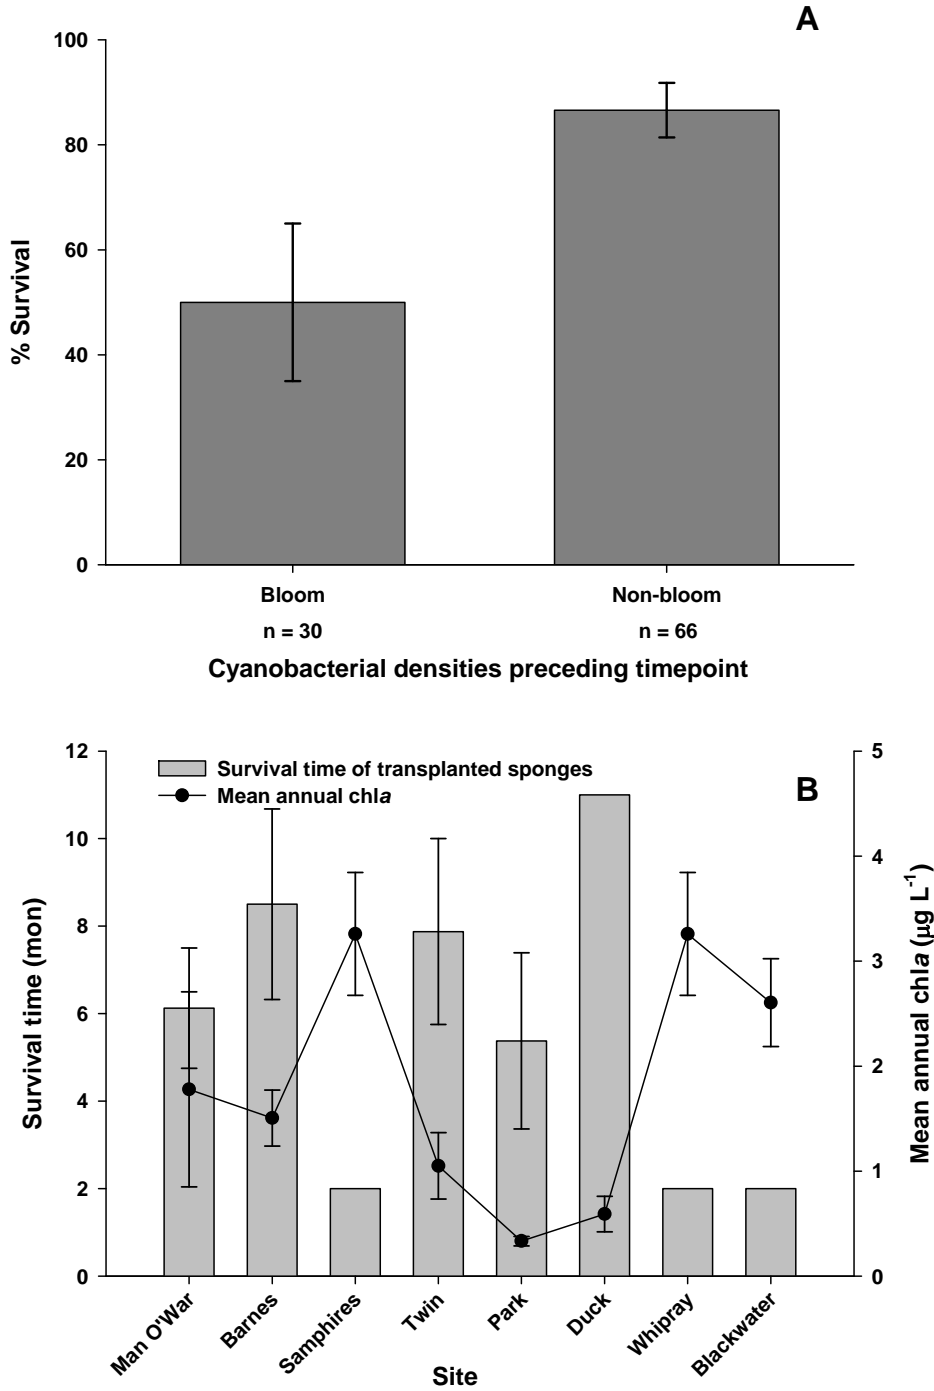 A
100
80
60
40
20
0
% Survival
Bloom
Non-bloom
n = 30
n = 66
Cyanobacterial densities preceding timepoint
B
Survival time of transplanted sponges
Mean annual chla
12
10
8
6
4
2
0
Survival time (mon)
5
4
3
2
1
0
Mean annual chla (μg L-1)
Man O'War
Barnes
Samphires
Twin
Park
Duck
Whipray
Blackwater
Site